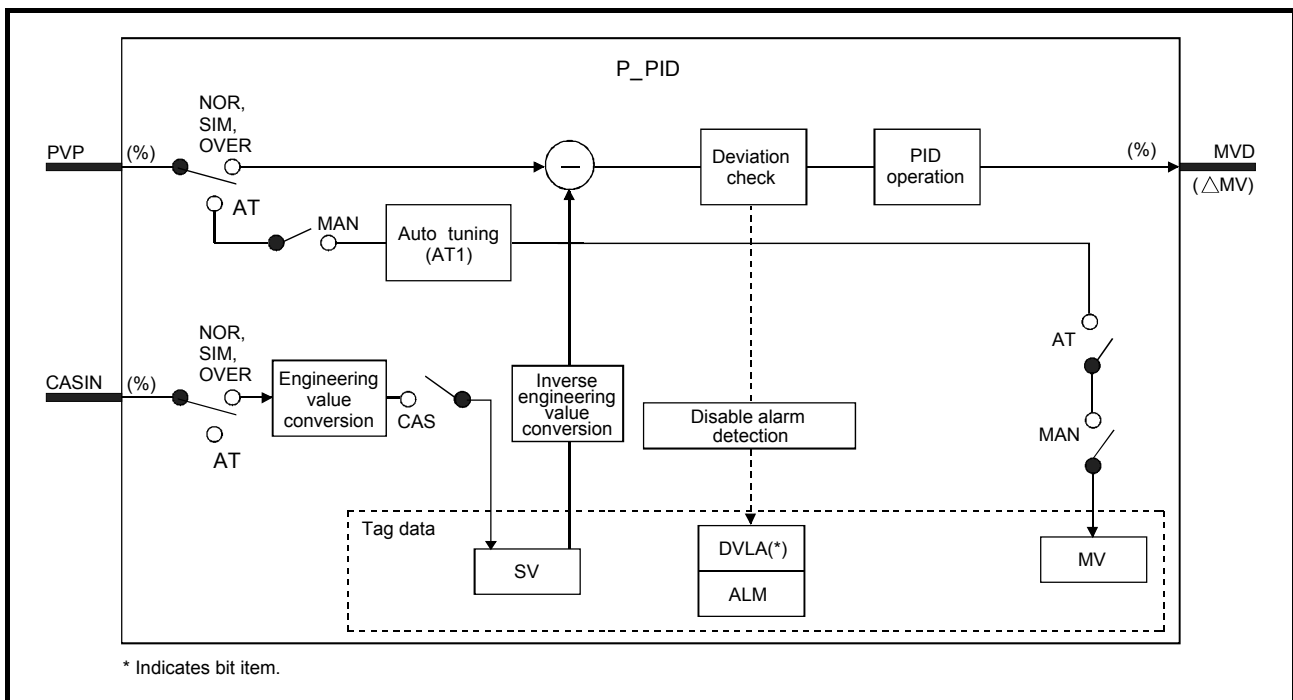 P_PID
NOR,
SIM,
OVER
PVP
(%)
−
Deviation
check
PID
operation
(%)
MVD
(△MV)
AT
MAN
Auto tuning
(AT1)
NOR,
SIM,
OVER
CASIN
(%)
Engineering
value
conversion
CAS
AT
Inverse
engineering
value
conversion
Disable alarm
detection
AT
MAN
Tag data
SV
DVLA(*)
ALM
MV
* Indicates bit item.